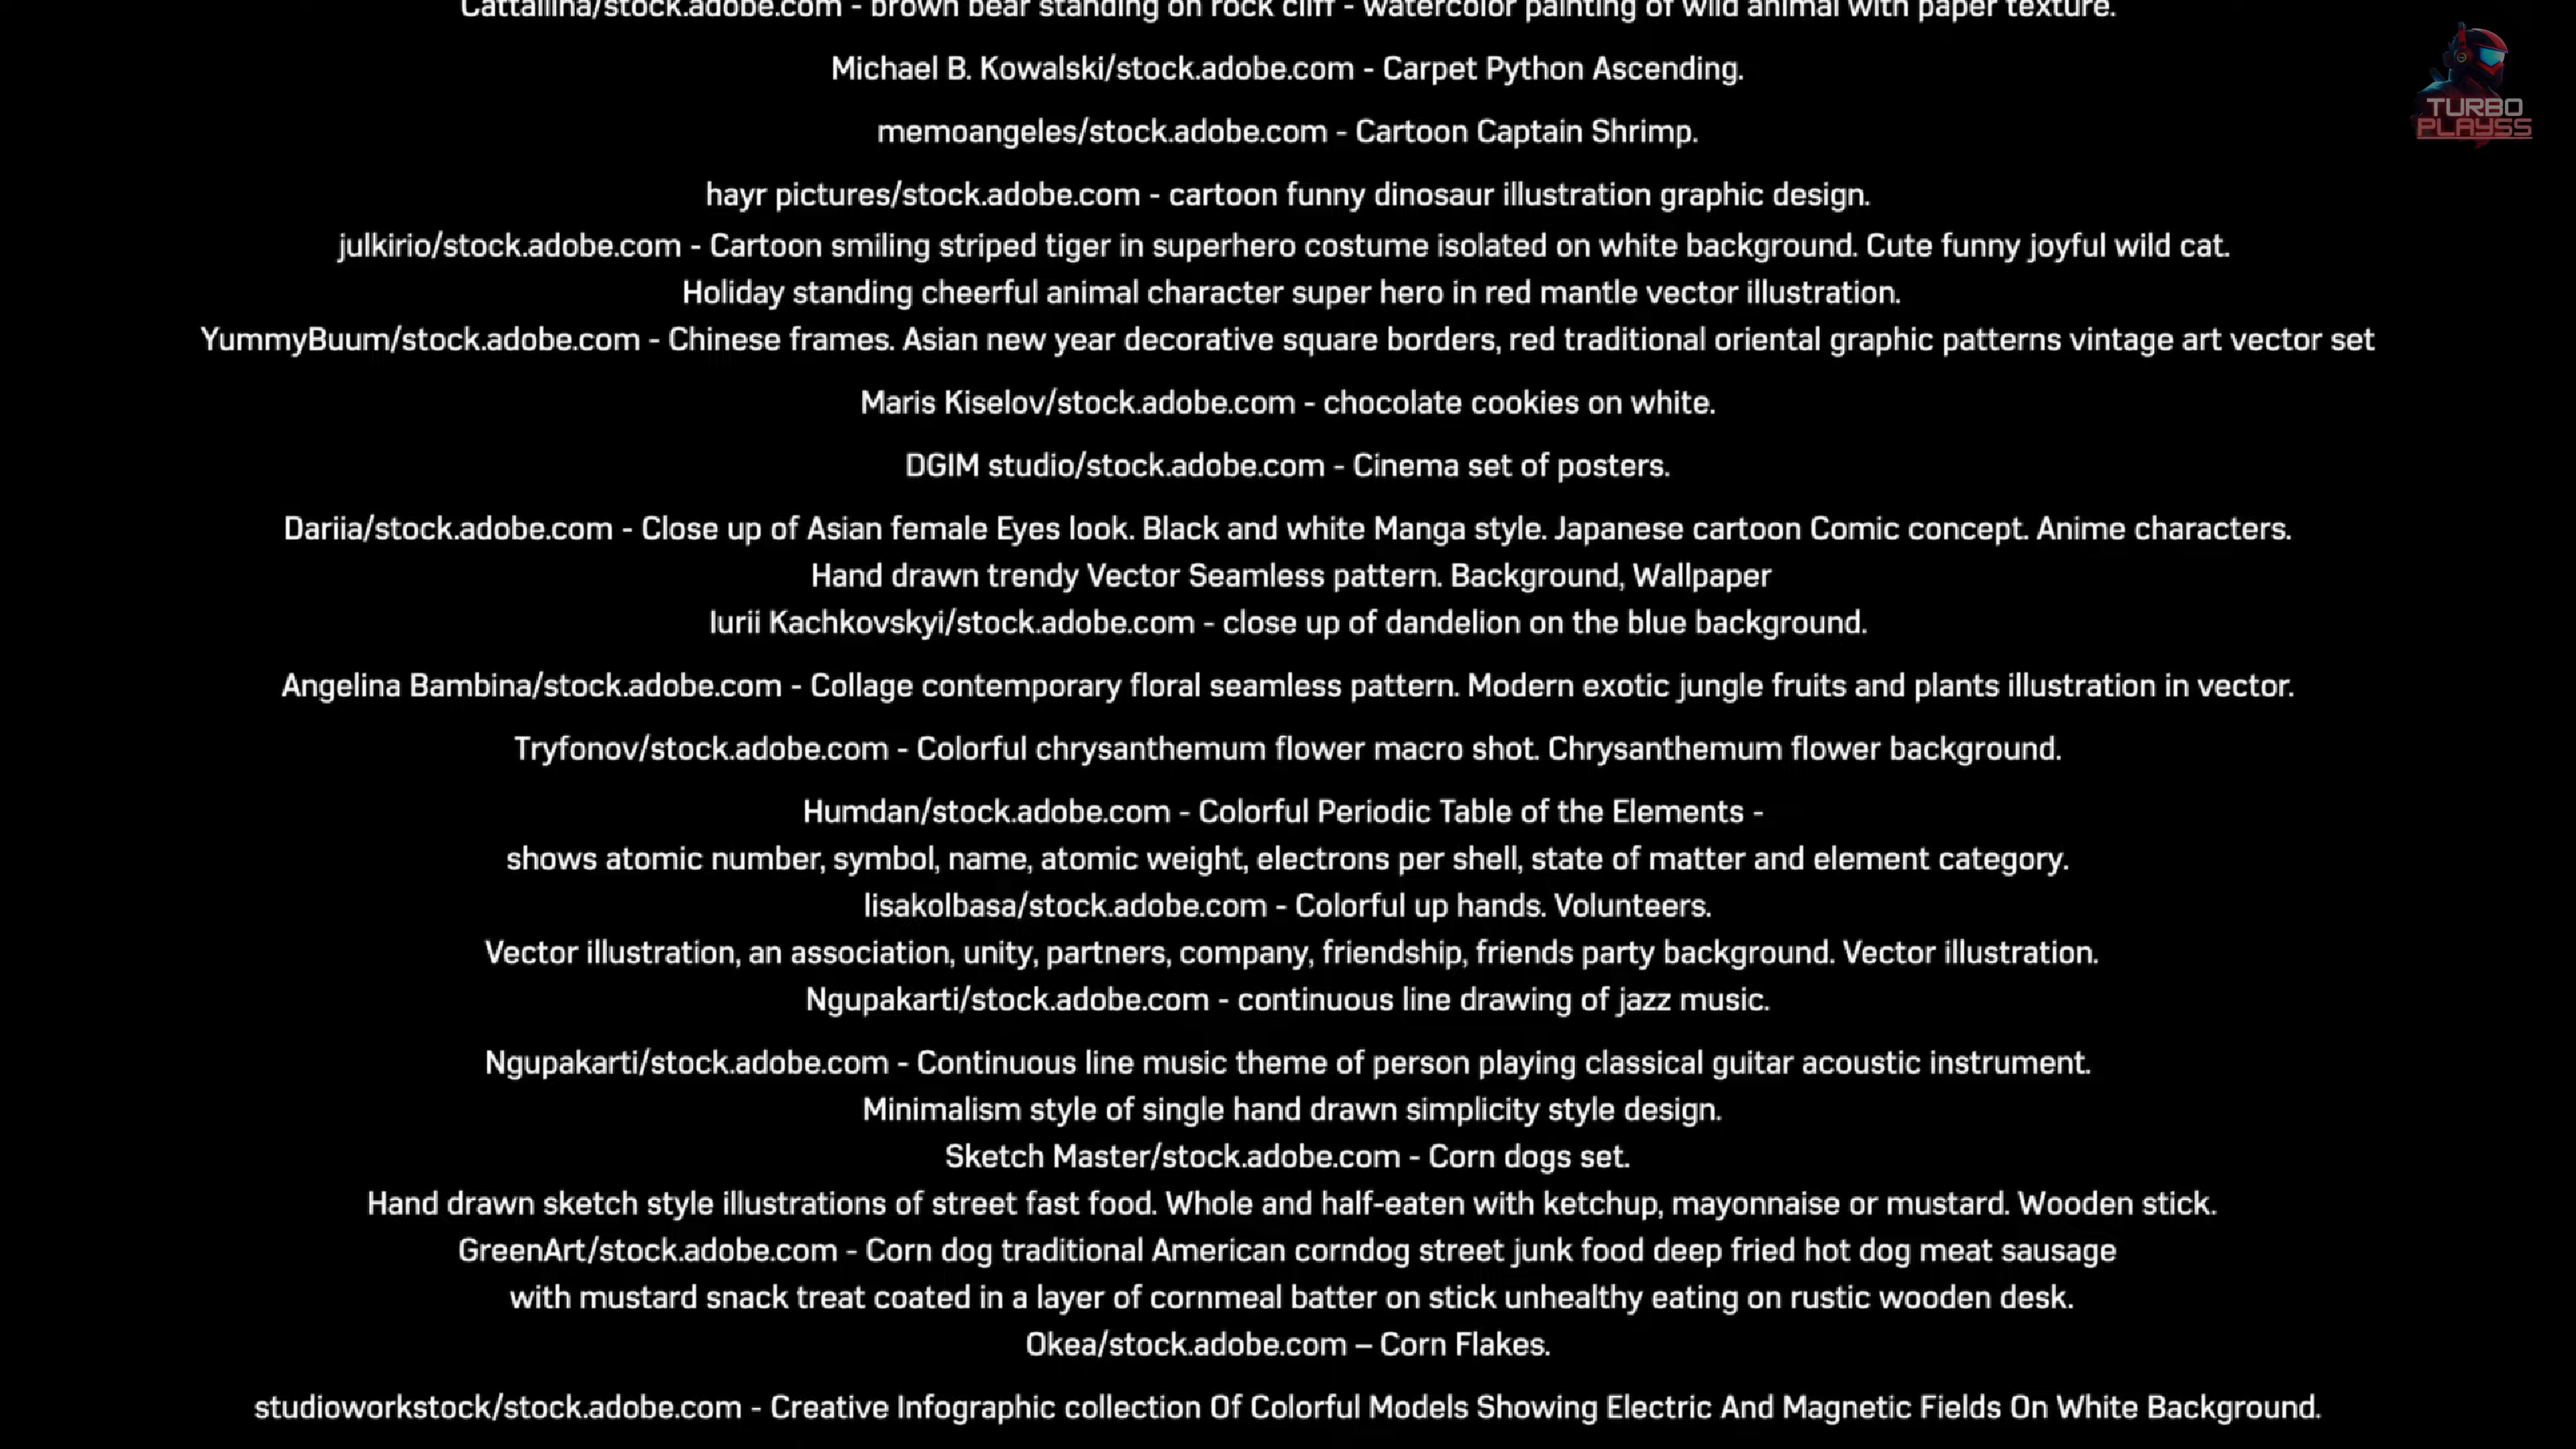 Cattallina/stock.adobe.com - brown bear standing on rock cliff - watercolor painting of wild animal with paper texture.
Michael B. Kowalski/stock.adobe.com - Carpet Python Ascending.
memoangeles/stock.adobe.com - Cartoon Captain Shrimp.
hayr pictures/stock.adobe.com - cartoon funny dinosaur illustration graphic design.
julkirio/stock.adobe.com - Cartoon smiling striped tiger in superhero costume isolated on white background. Cute funny joyful wild cat.
Holiday standing cheerful animal character super hero in red mantle vector illustration.
YummyBuum/stock.adobe.com - Chinese frames. Asian new year decorative square borders, red traditional oriental graphic patterns vintage art vector set
Maris Kiselov/stock.adobe.com - chocolate cookies on white.
DGIM studio/stock.adobe.com - Cinema set of posters.
Dariia/stock.adobe.com - Close up of Asian female Eyes look. Black and white Manga style. Japanese cartoon Comic concept. Anime characters.
Hand drawn trendy Vector Seamless pattern. Background, Wallpaper
Iurii Kachkovskyi/stock.adobe.com - close up of dandelion on the blue background.
Angelina Bambina/stock.adobe.com - Collage contemporary floral seamless pattern. Modern exotic jungle fruits and plants illustration in vector.
Tryfonov/stock.adobe.com - Colorful chrysanthemum flower macro shot. Chrysanthemum flower background.
Humdan/stock.adobe.com - Colorful Periodic Table of the Elements -
shows atomic number, symbol, name, atomic weight, electrons per shell, state of matter and element category.
lisakolbasa/stock.adobe.com - Colorful up hands. Volunteers.
Vector illustration, an association, unity, partners, company, friendship, friends party background. Vector illustration.
Ngupakarti/stock.adobe.com - continuous line drawing of jazz music.
Ngupakarti/stock.adobe.com - Continuous line music theme of person playing classical guitar acoustic instrument.
Minimalism style of single hand drawn simplicity style design.
Sketch Master/stock.adobe.com - Corn dogs set.
Hand drawn sketch style illustrations of street fast food. Whole and half-eaten with ketchup, mayonnaise or mustard. Wooden stick.
GreenArt/stock.adobe.com - Corn dog traditional American corndog street junk food deep fried hot dog meat sausage
with mustard snack treat coated in a layer of cornmeal batter on stick unhealthy eating on rustic wooden desk.
Okea/stock.adobe.com – Corn Flakes.
studioworkstock/stock.adobe.com - Creative Infographic collection Of Colorful Models Showing Electric And Magnetic Fields On White Background.
TURBO
PLAYSS